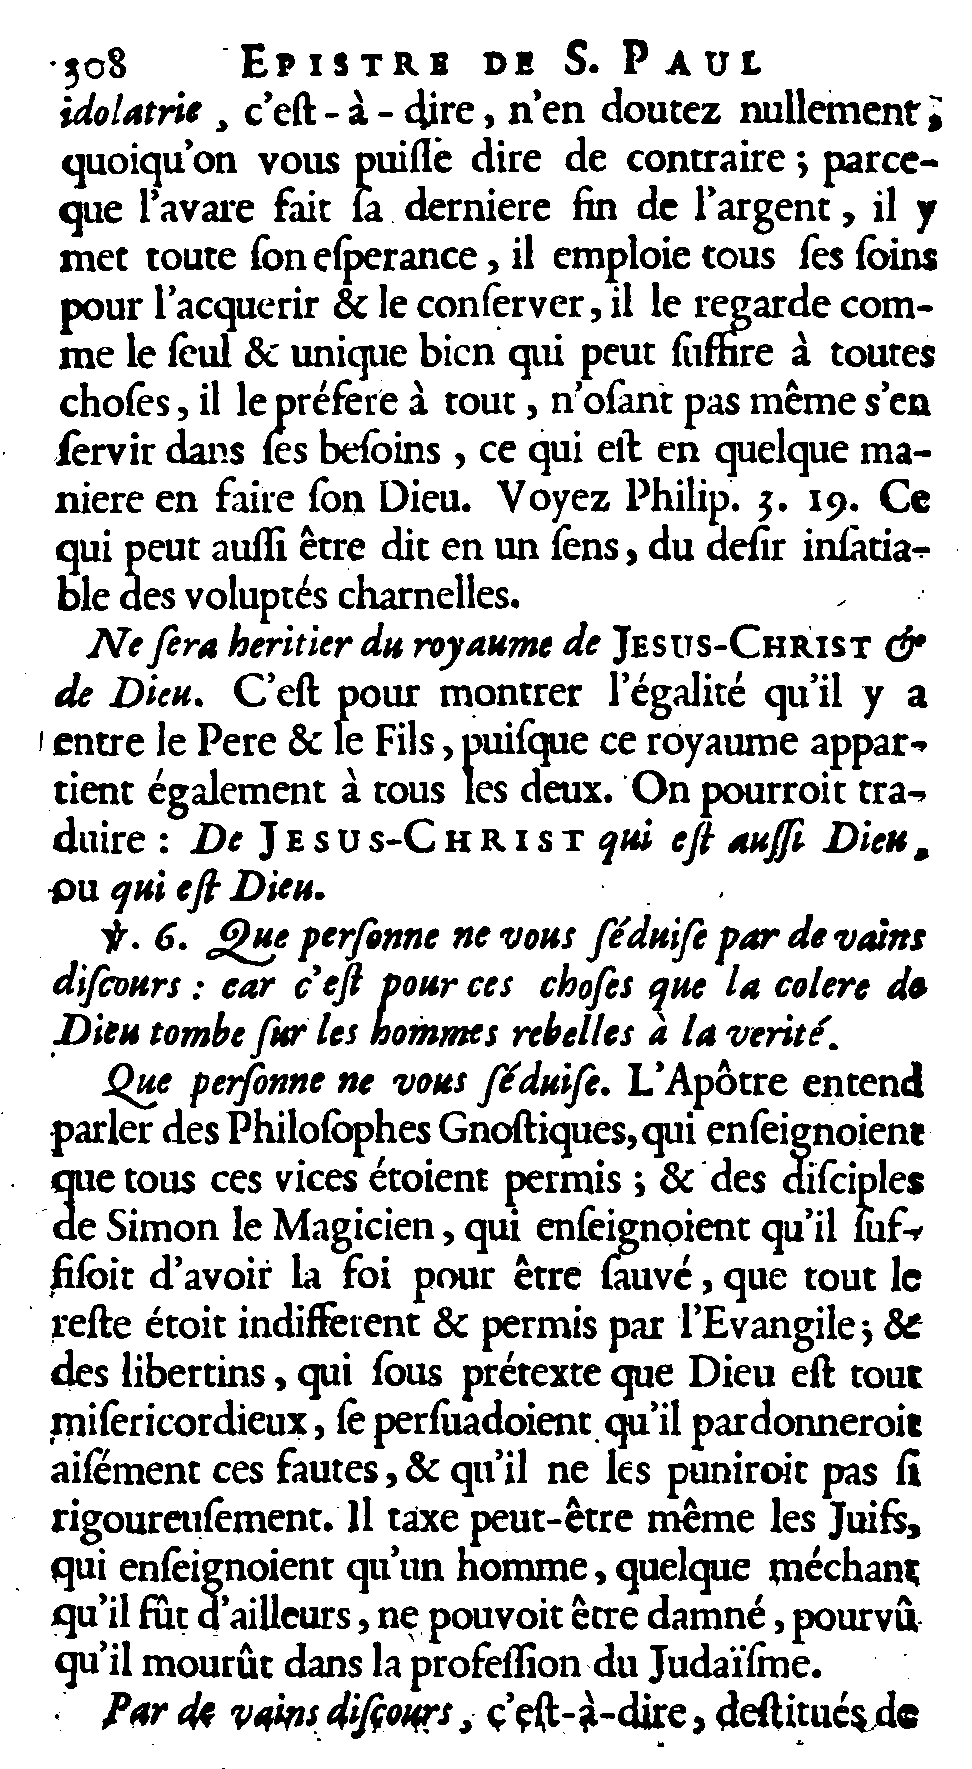 308 EPISTRE DE S. PAUL
idolatrie, c'eſt-à-dire, n'en doutez nullement,
quoiqu'on vous puiſſe dire de contraire ; parce-
que l'avare fait ſa derniere fin de l'argent, il y
met toute ſon eſperance, il emploie tous ſes ſoins
pour l'acquerir & le conſerver, il le regarde com-
me le ſeul & unique bien qui peut ſuffire à toutes
choſes, il le préfere à tout, n'oſant pas même s'en
ſervir dans ſes beſoins, ce qui eſt en quelque ma-
niere en faire ſon Dieu. Voyez Philip. 3. 19. Ce
qui peut auſſi être dit en un ſens, du deſir inſatia-
ble des voluptés charnelles.
Ne ſera heritier du royaume de JESUS-CHRIST &
de Dieu. C'eſt pour montrer l'égalité qu'il y a
entre le Pere & le Fils, puiſque ce royaume appar-
tient également à tous les deux. On pourroit tra-
duire : De JESUS-CHRIST qui eſt auſſi Dieu,
ou qui eſt Dieu.
℣. 6. Que perſonne ne vous ſéduiſe par de vains
diſcours : car c'eſt pour ces choſes que la colere de
Dieu tombe ſur les hommes rebelles à la verité.
Que perſonne ne vous ſéduiſe. L'Apôtre entend
parler des Philoſophes Gnoſtiques, qui enſeignoient
que tous ces vices étoient permis ; & des diſciples
de Simon le Magicien, qui enſeignoient qu'il ſuf-
fiſoit d'avoir la foi pour être ſauvé, que tout le
reſte étoit indifferent & permis par l'Evangile ; &
des libertins, qui ſous prétexte que Dieu eſt tout
miſericordieux, ſe perſuadoient qu'il pardonneroit
aiſément ces fautes, & qu'il ne les puniroit pas ſi
rigoureuſement. Il taxe peut-être même les Juifs,
qui enſeignoient qu'un homme, quelque méchant
qu'il fût d'ailleurs, ne pouvoit être damné, pourvû
qu'il mourût dans la profeſſion du Judaïſme.
Par de vains diſcours, c'eſt-à-dire, deſtitués de